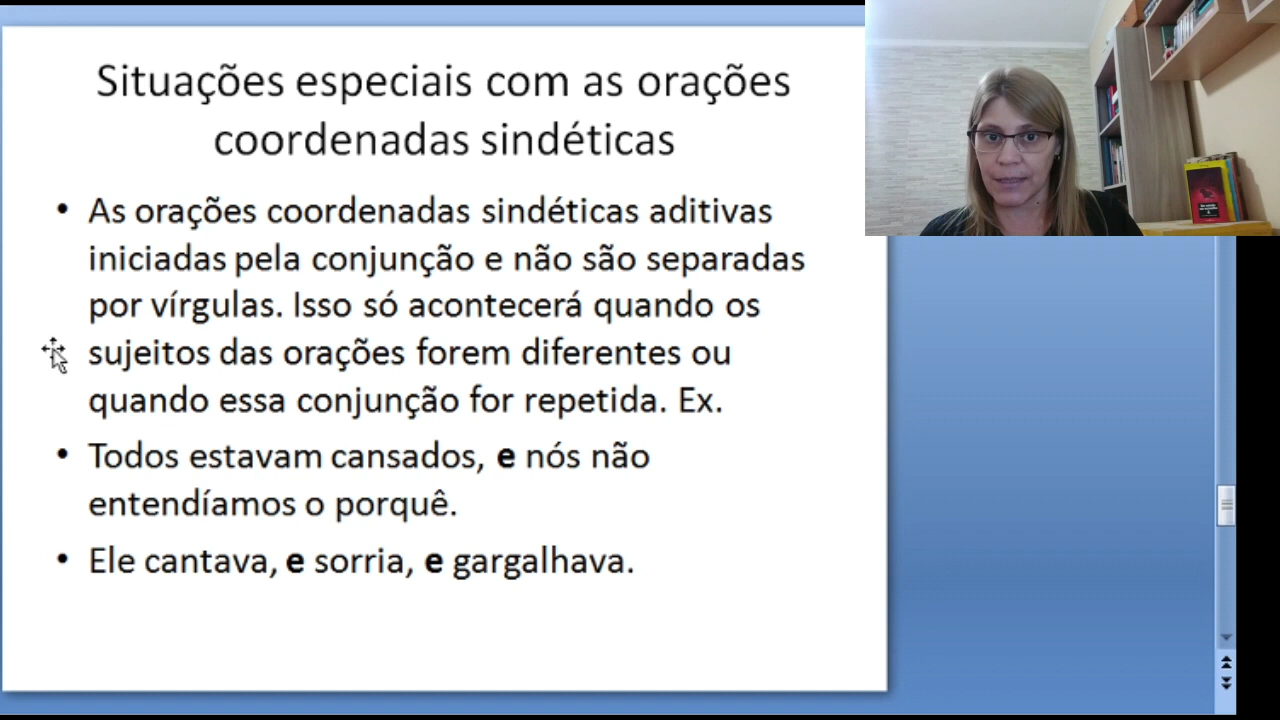 Situações especiais com as orações
coordenadas sindéticas
• As orações coordenadas sindéticas aditivas
iniciadas pela conjunção e não são separadas
por vírgulas. Isso só acontecerá quando os
sujeitos das orações forem diferentes ou
quando essa conjunção for repetida. Ex.
• Todos estavam cansados, e nós não
entendíamos o porquê.
• Ele cantava, e sorria, e gargalhava.